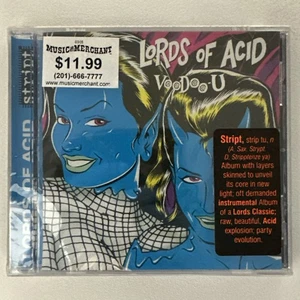 MUSIC MERCHANT
$11.99
(201)-666-7777
www.musicmerchant.com
LORDS OF ACID
VOODOO-U
LORDS OF ACID stript
Stript, strip tu, n
Album with layers
skinned to unveil
its core in new
light; oft demanded
instrumental Album
of a Lords Classic;
raw, beautiful, Acid
explosion; party
evolution.